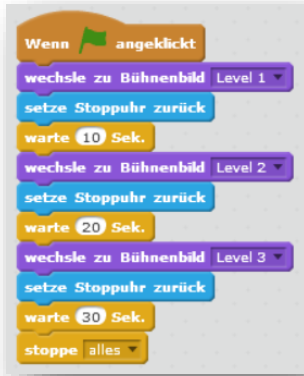 Wenn angeklickt
wechsle zu Bühnenbild Level 1
setze Stoppuhr zurück
warte 10 Sek.
wechsle zu Bühnenbild Level 2
setze Stoppuhr zurück
warte 20 Sek.
wechsle zu Bühnenbild Level 3
setze Stoppuhr zurück
warte 30 Sek.
stoppe alles